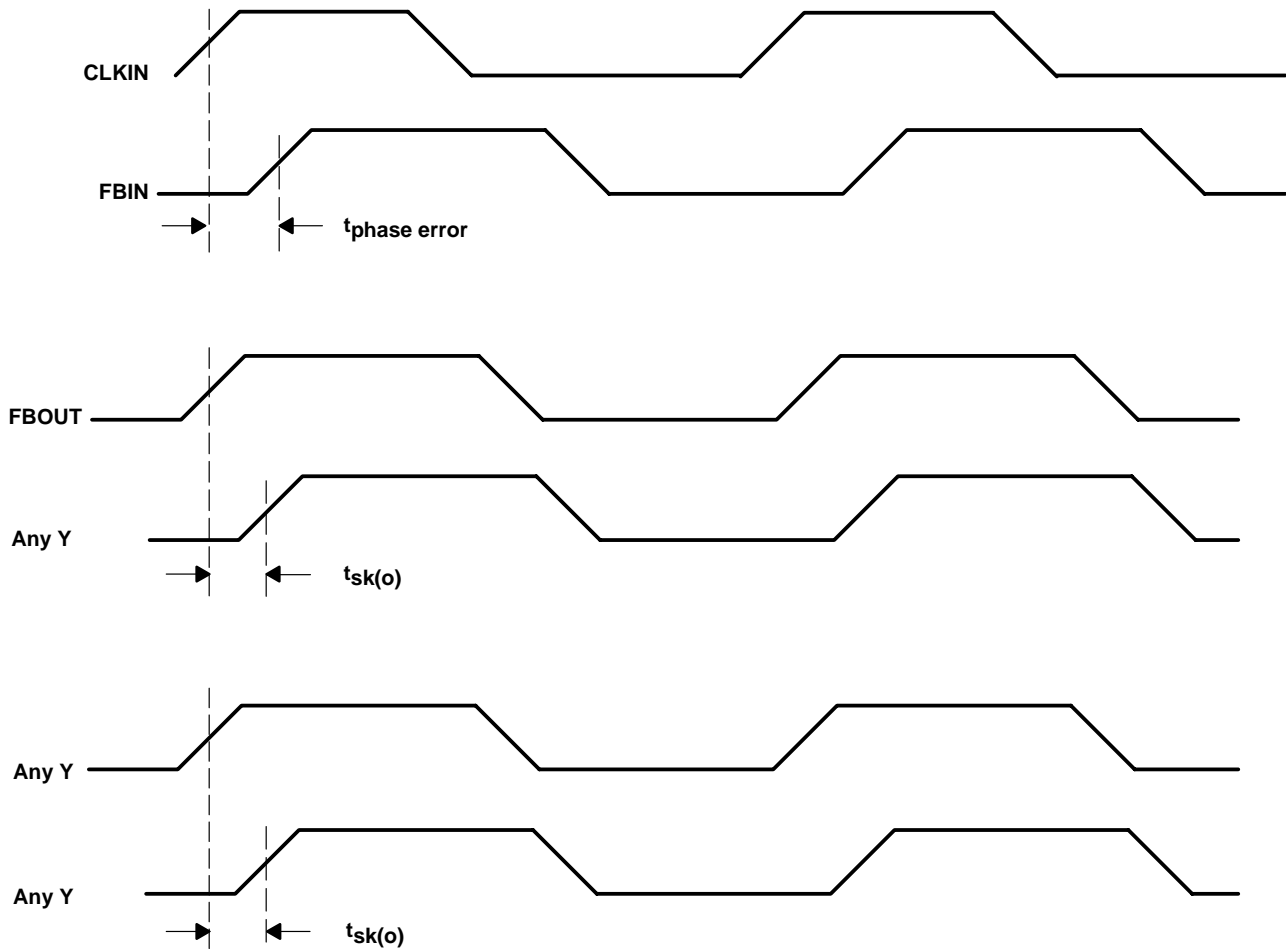 CLKIN
FBIN
tphase error
FBOUT
Any Y
tsk(o)
Any Y
Any Y
tsk(o)